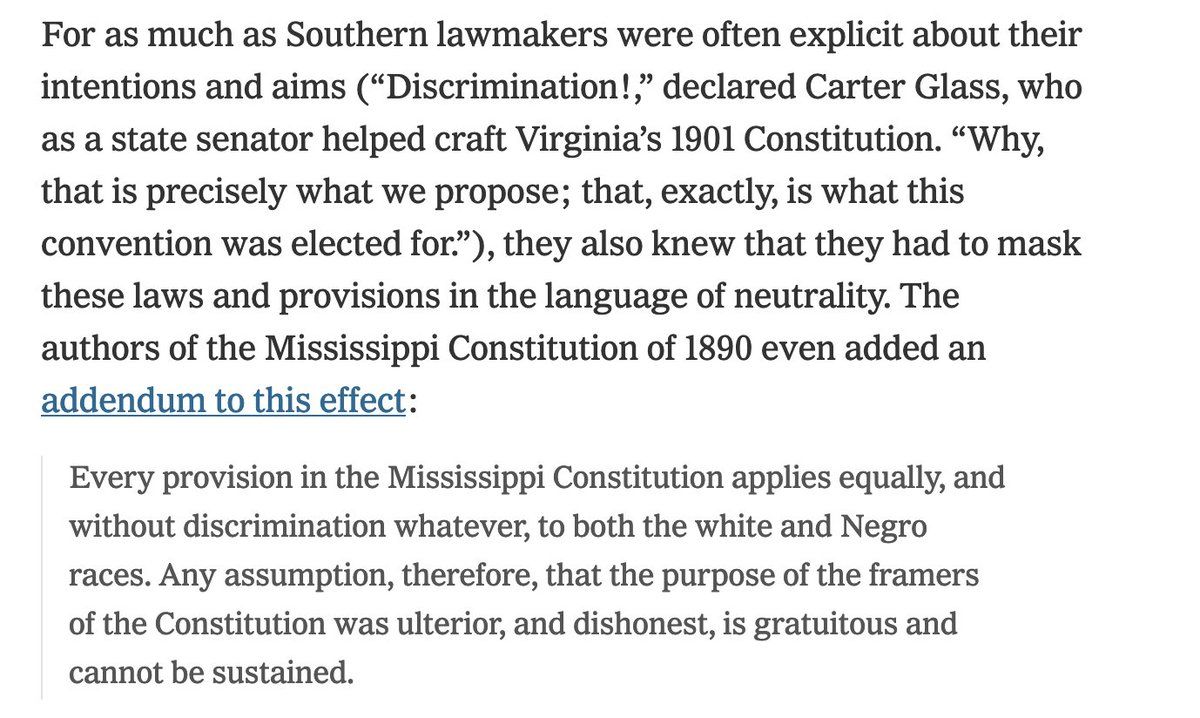 For as much as Southern lawmakers were often explicit about their
intentions and aims (“Discrimination!,” declared Carter Glass, who
as a state senator helped craft Virginia’s 1901 Constitution. “Why,
that is precisely what we propose; that, exactly, is what this
convention was elected for.”), they also knew that they had to mask
these laws and provisions in the language of neutrality. The
authors of the Mississippi Constitution of 1890 even added an
addendum to this effect:
Every provision in the Mississippi Constitution applies equally, and
without discrimination whatever, to both the white and Negro
races. Any assumption, therefore, that the purpose of the framers
of the Constitution was ulterior, and dishonest, is gratuitous and
cannot be sustained.